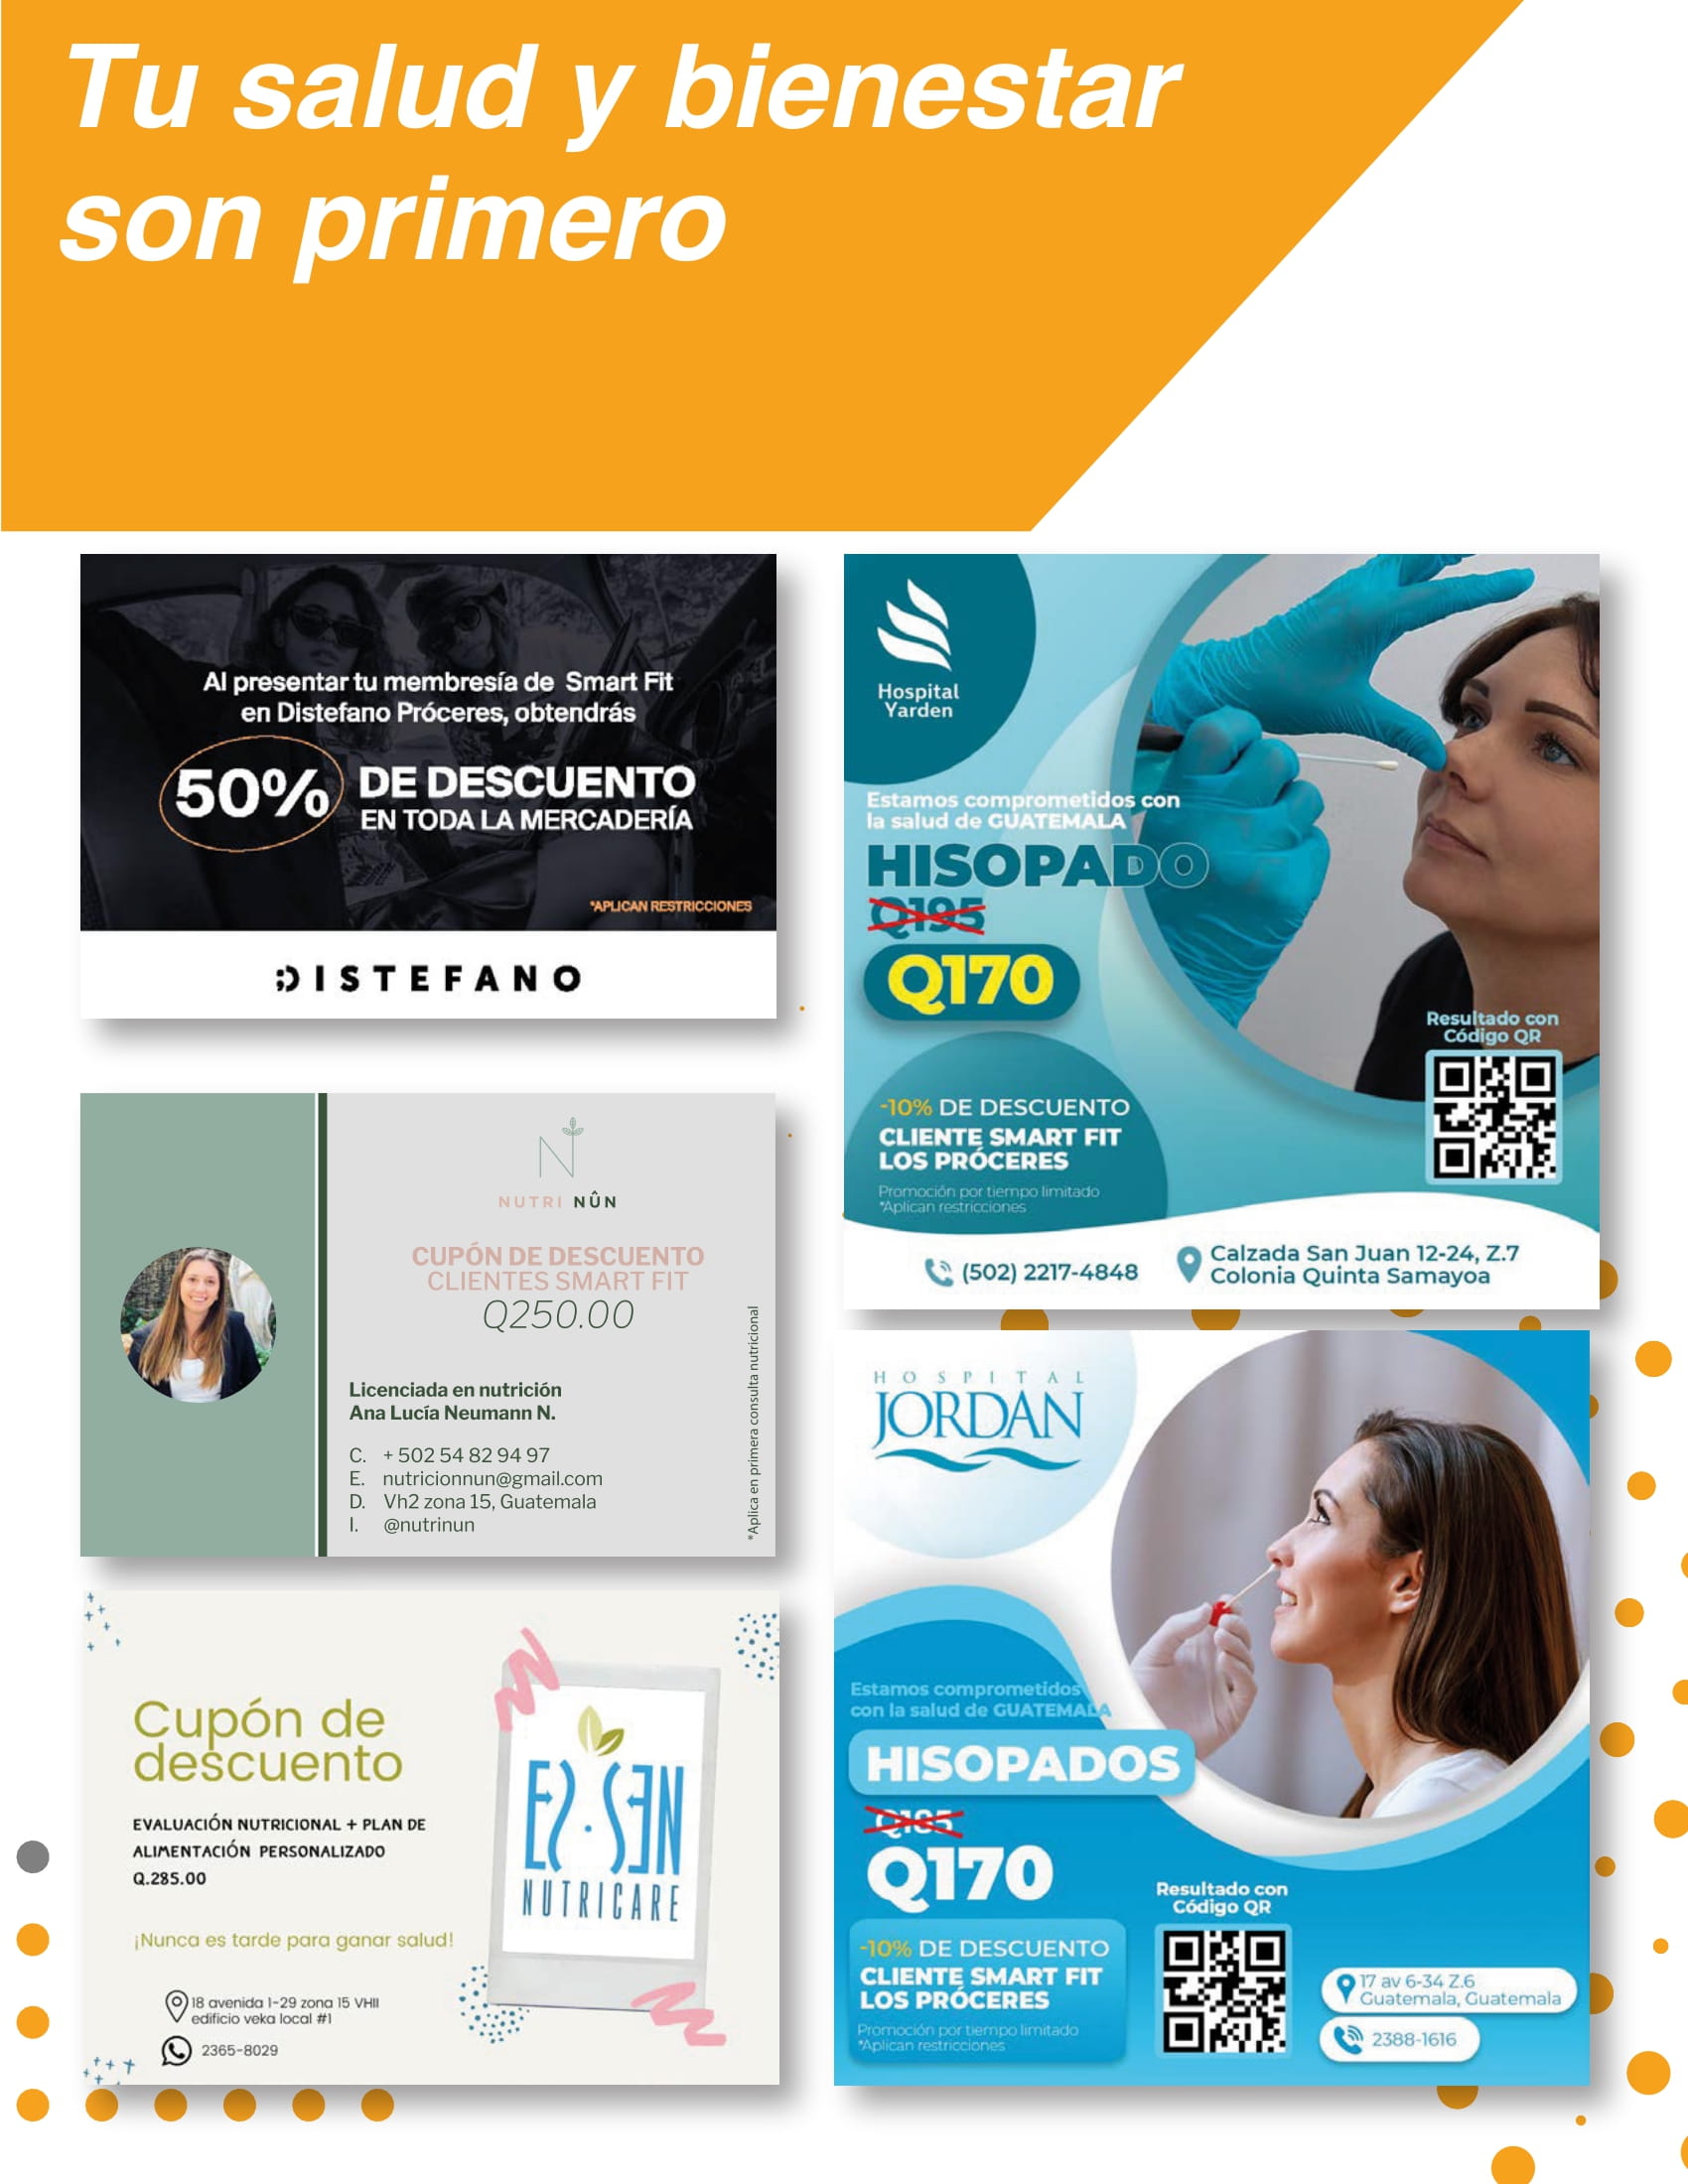 Tu salud y bienestar
son primero
Al presentar tu membresía de Smart Fit
en Distefano Próceres, obtendrás
50% DE DESCUENTO
EN TODA LA MERCADERÍA
*APLICAN RESTRICCIONES
DISTEFANO
NUTRI NÛN
CUPÓN DE DESCUENTO
CLIENTES SMART FIT
Q250.00
Licenciada en nutrición
Ana Lucía Neumann N.
C. + 502 54 82 94 97
E. nutricionnun@gmail.com
D. Vh2 zona 15, Guatemala
I. @nutrinun
*Aplica en primera consulta nutricional
Cupón de
descuento
EVALUACIÓN NUTRICIONAL + PLAN DE
ALIMENTACIÓN PERSONALIZADO
Q.285.00
¡Nunca es tarde para ganar salud!
18 avenida 1-29 zona 15 VHII
edificio veka local #1
2365-8029
NUTRICARE
Hospital
Yarden
Estamos comprometidos con
la salud de GUATEMALA
HISOPADO
Q195
Q170
Resultado con
Código QR
-10% DE DESCUENTO
CLIENTE SMART FIT
LOS PRÓCERES
Promoción por tiempo limitado
*Aplican restricciones
(502) 2217-4848
Calzada San Juan 12-24, Z.7
Colonia Quinta Samayoa
HOSPITAL
JORDAN
Estamos comprometidos
con la salud de GUATEMALA
HISOPADOS
Q170
Resultado con
Código QR
-10% DE DESCUENTO
CLIENTE SMART FIT
LOS PRÓCERES
Promoción por tiempo limitado
*Aplican restricciones
17 av 6-34 Z.6
Guatemala, Guatemala
2388-1616